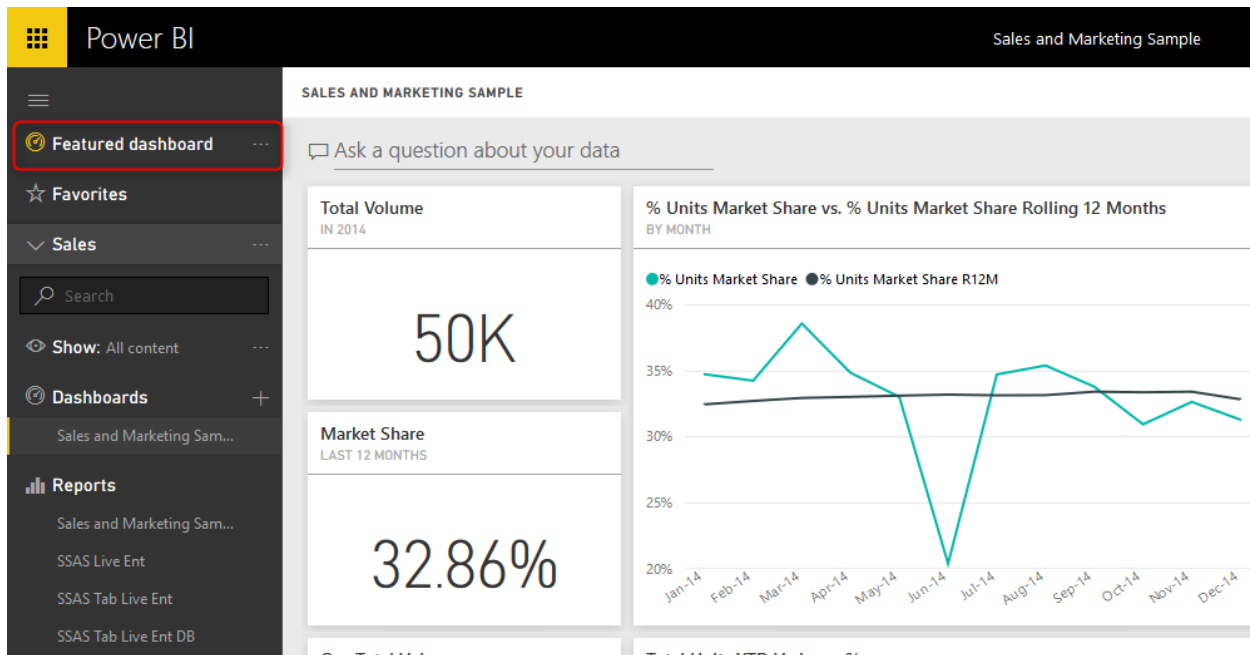 Power BI
Sales and Marketing Sample
Featured dashboard ...
Favorites
Sales ...
Search
Show: All content ...
Dashboards +
Sales and Marketing Sam...
Reports
Sales and Marketing Sam...
SSAS Live Ent
SSAS Tab Live Ent
SSAS Tab Live Ent DB
SALES AND MARKETING SAMPLE
Ask a question about your data
Total Volume
IN 2014
50K
Market Share
LAST 12 MONTHS
32.86%
% Units Market Share vs. % Units Market Share Rolling 12 Months
BY MONTH
% Units Market Share % Units Market Share R12M
40%
35%
30%
25%
20%
Jan-14 Feb-14 Mar-14 Apr-14 May-14 Jun-14 Jul-14 Aug-14 Sep-14 Oct-14 Nov-14 Dec-14